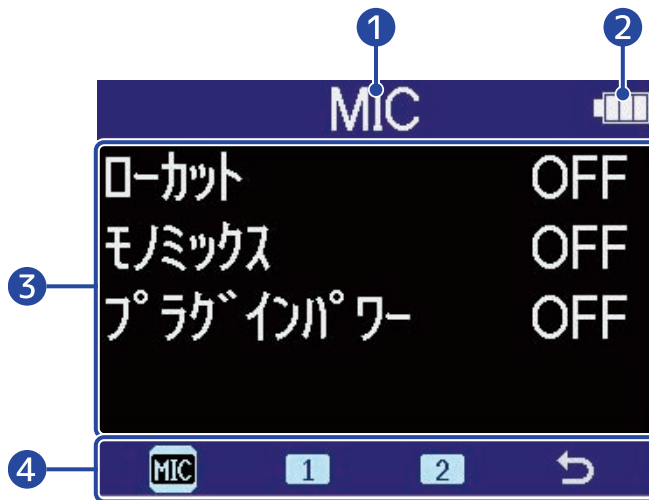 1 2
MIC
ローカット OFF
モノミックス OFF
プラグインパワー OFF
3
4 MIC 1 2